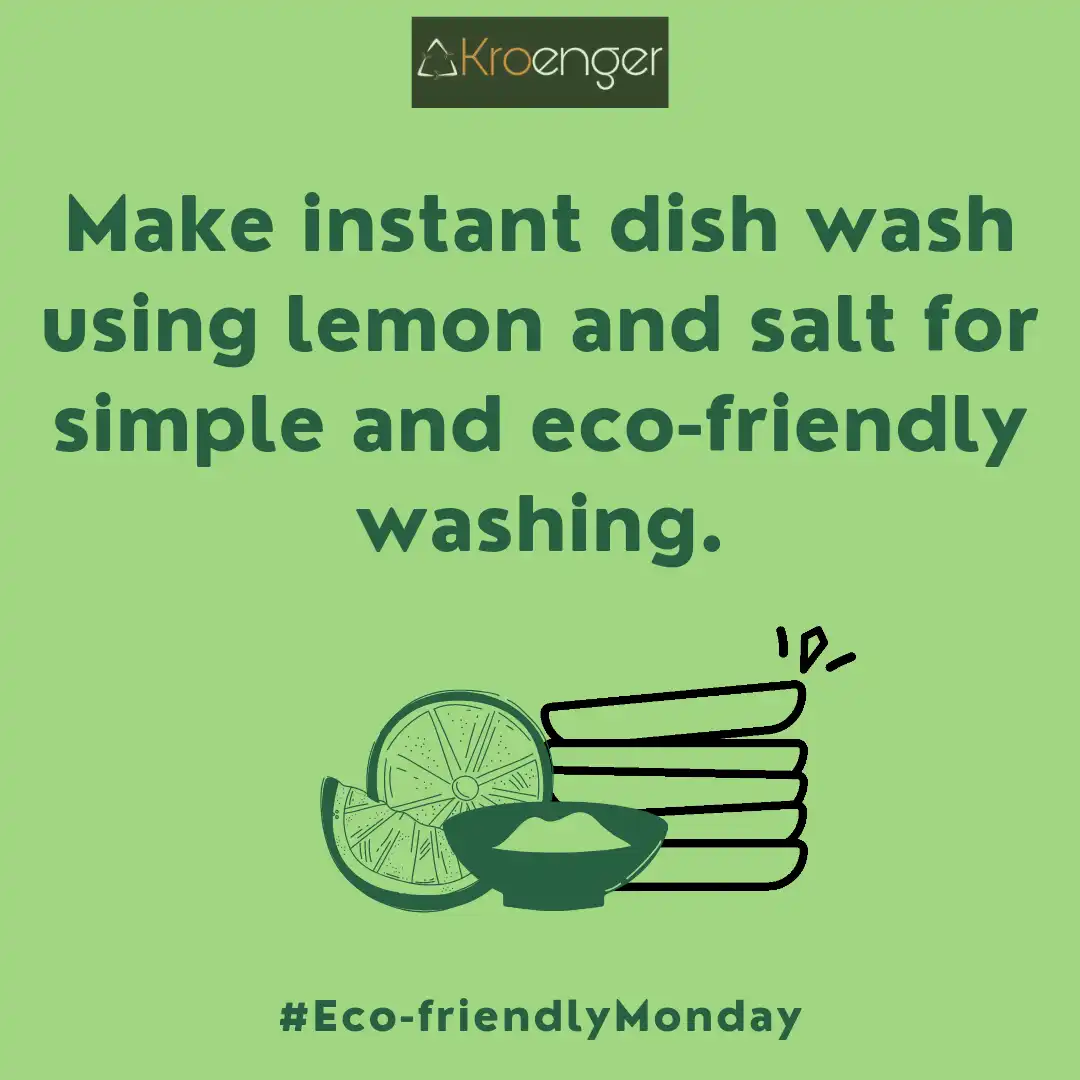 Kroenger
Make instant dish wash
using lemon and salt for
simple and eco-friendly
washing.
#Eco-friendlyMonday